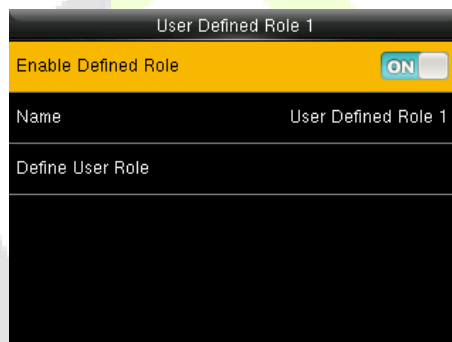 User Defined Role 1
Enable Defined Role ON
Name User Defined Role 1
Define User Role